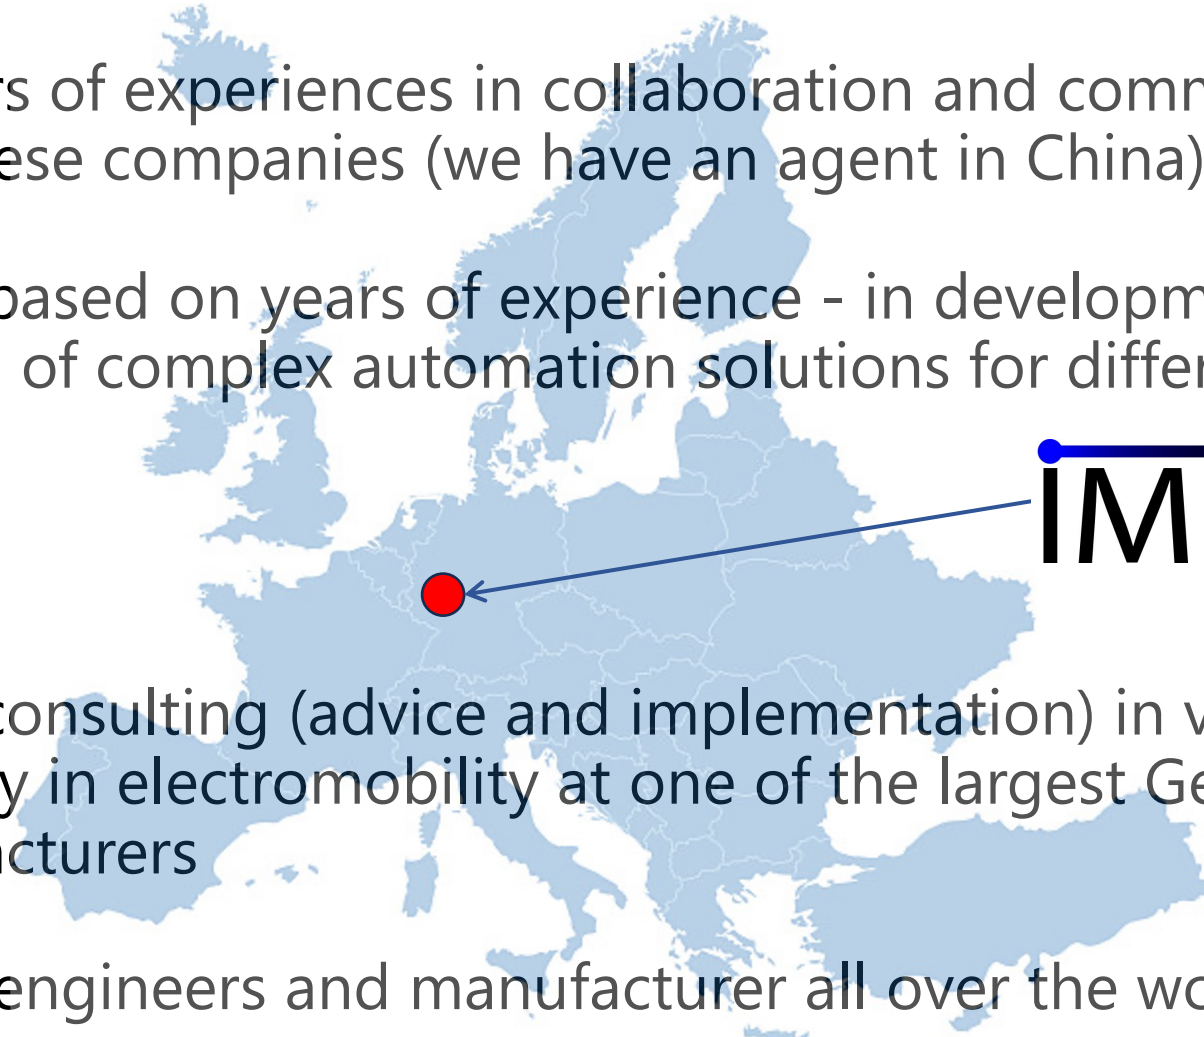 rs of experiences in collaboration and comm
ese companies (we have an agent in China)
based on years of experience - in developm
of complex automation solutions for differ
IM
consulting (advice and implementation) in v
y in electromobility at one of the largest Ge
acturers
engineers and manufacturer all over the wo